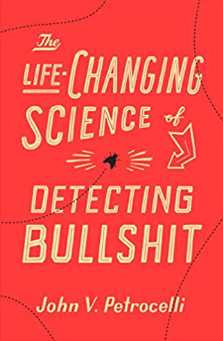 The
LIFE-CHANGING
SCIENCE of
DETECTING
BULLSHIT
John V. Petrocelli